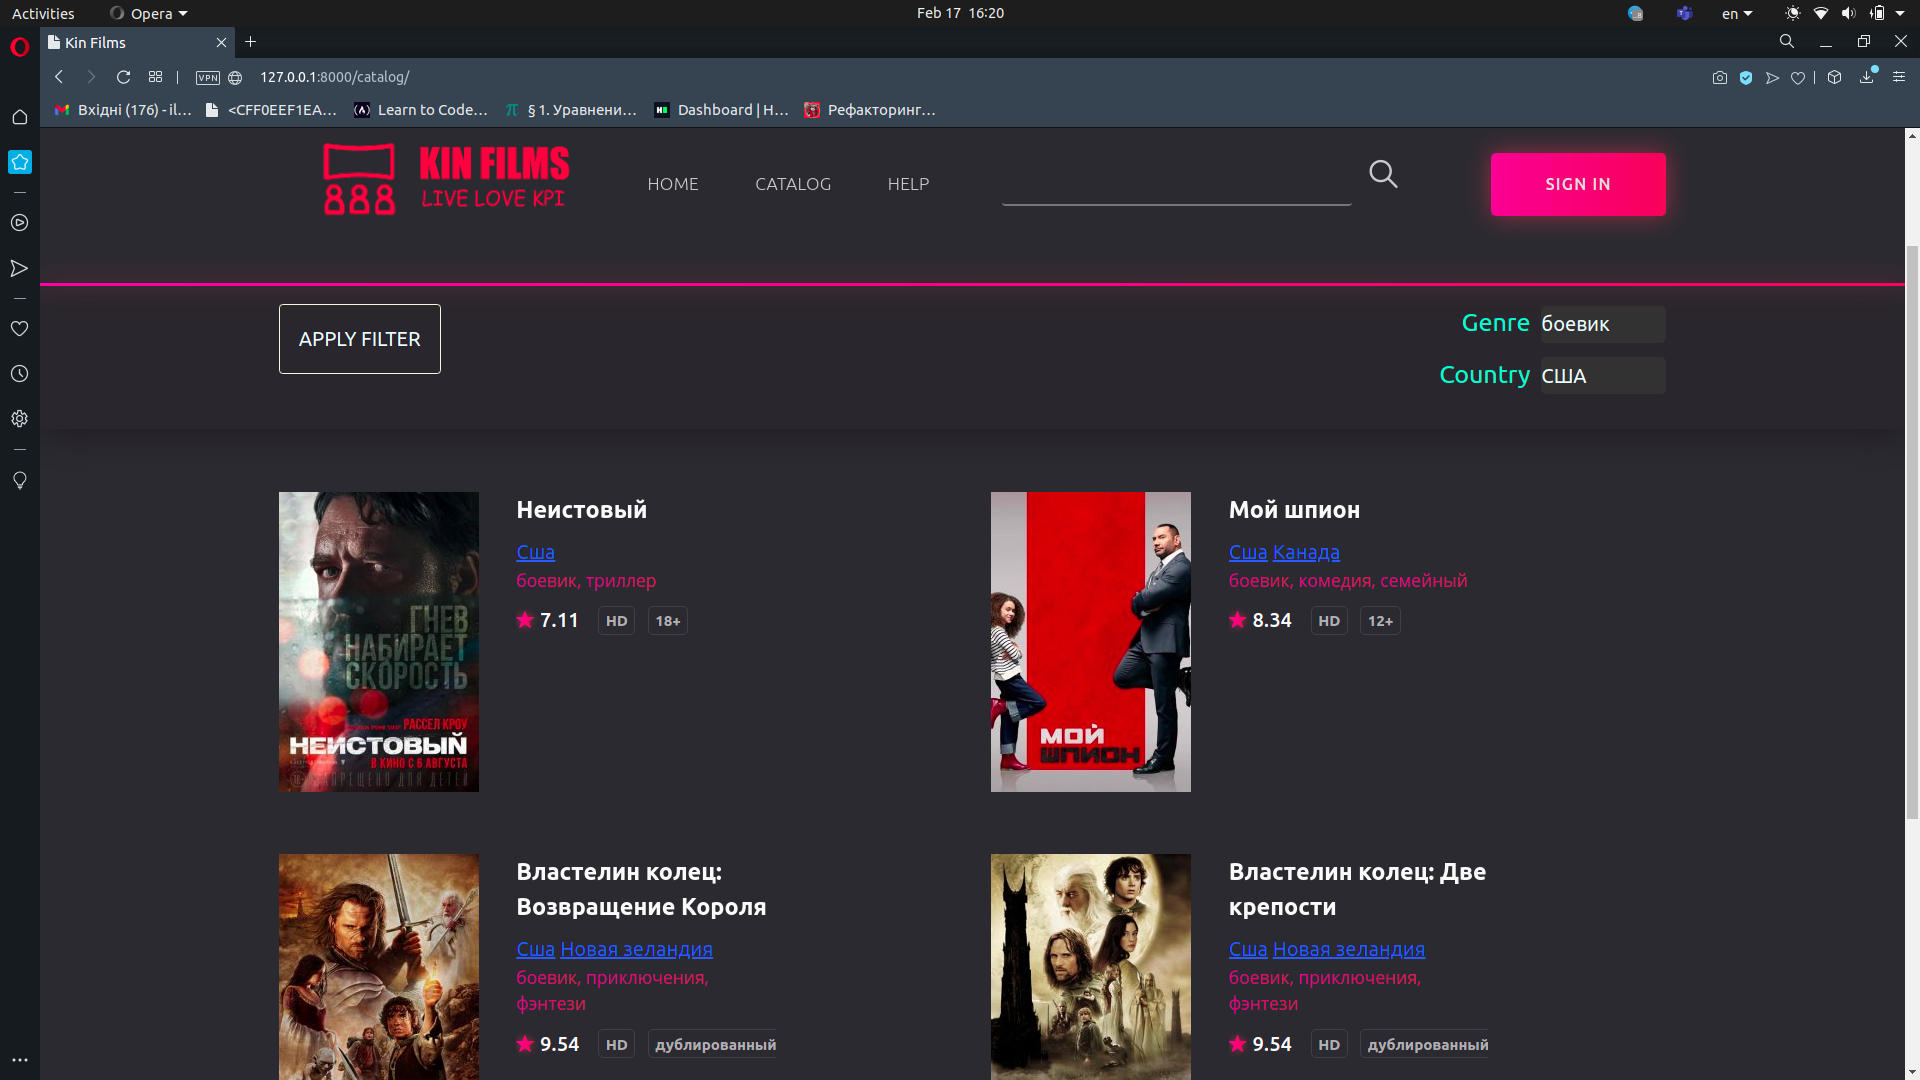 Activities
Opera
Feb 17 16:20
en
Kin Films
VPN
127.0.0.1:8000/catalog/
Вхідні (176) - il...
<CFF0EEF1EA...
Learn to Code...
§ 1. Уравнени...
Dashboard | H...
Рефакторинг...
888
KIN FILMS
LIVE LOVE KPI
HOME
CATALOG
HELP
SIGN IN
APPLY FILTER
Genre боевик
Country США
ГНЕВ
НАБИРАЕТ
СКОРОСТЬ
РАССЕЛ КРОУ
НЕИСТОВЫЙ
В КИНО С 6 АВГУСТА
Неистовый
Сша
боевик, триллер
7.11 HD 18+
МОЙ
ШПИОН
Мой шпион
Сша Канада
боевик, комедия, семейный
8.34 HD 12+
Властелин колец:
Возвращение Короля
Сша Новая зеландия
боевик, приключения,
фэнтези
9.54 HD дублированный
Властелин колец: Две
крепости
Сша Новая зеландия
боевик, приключения,
фэнтези
9.54 HD дублированный